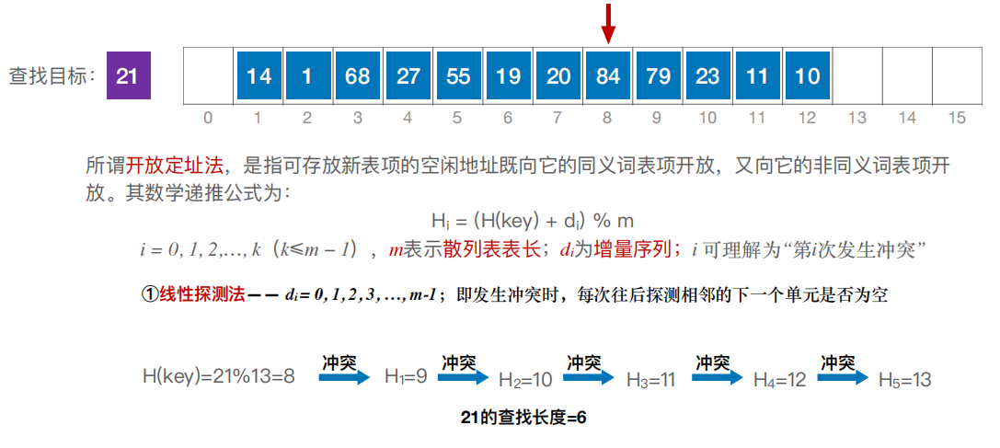 查找目标： 21 14 1 68 27 55 19 20 84 79 23 11 10
0 1 2 3 4 5 6 7 8 9 10 11 12 13 14 15
所谓开放定址法，是指可存放新表项的空闲地址既向它的同义词表项开放，又向它的非同义词表项开
放。其数学递推公式为：
Hi = (H(key) + di) % m
i = 0, 1, 2,…, k（k≤m – 1），m表示散列表表长；di为增量序列；i 可理解为“第i次发生冲突”
①线性探测法—— di = 0, 1, 2, 3, …, m-1；即发生冲突时，每次往后探测相邻的下一个单元是否为空
冲突 冲突 冲突 冲突 冲突
H(key)=21%13=8 H1=9 H2=10 H3=11 H4=12 H5=13
21的查找长度=6